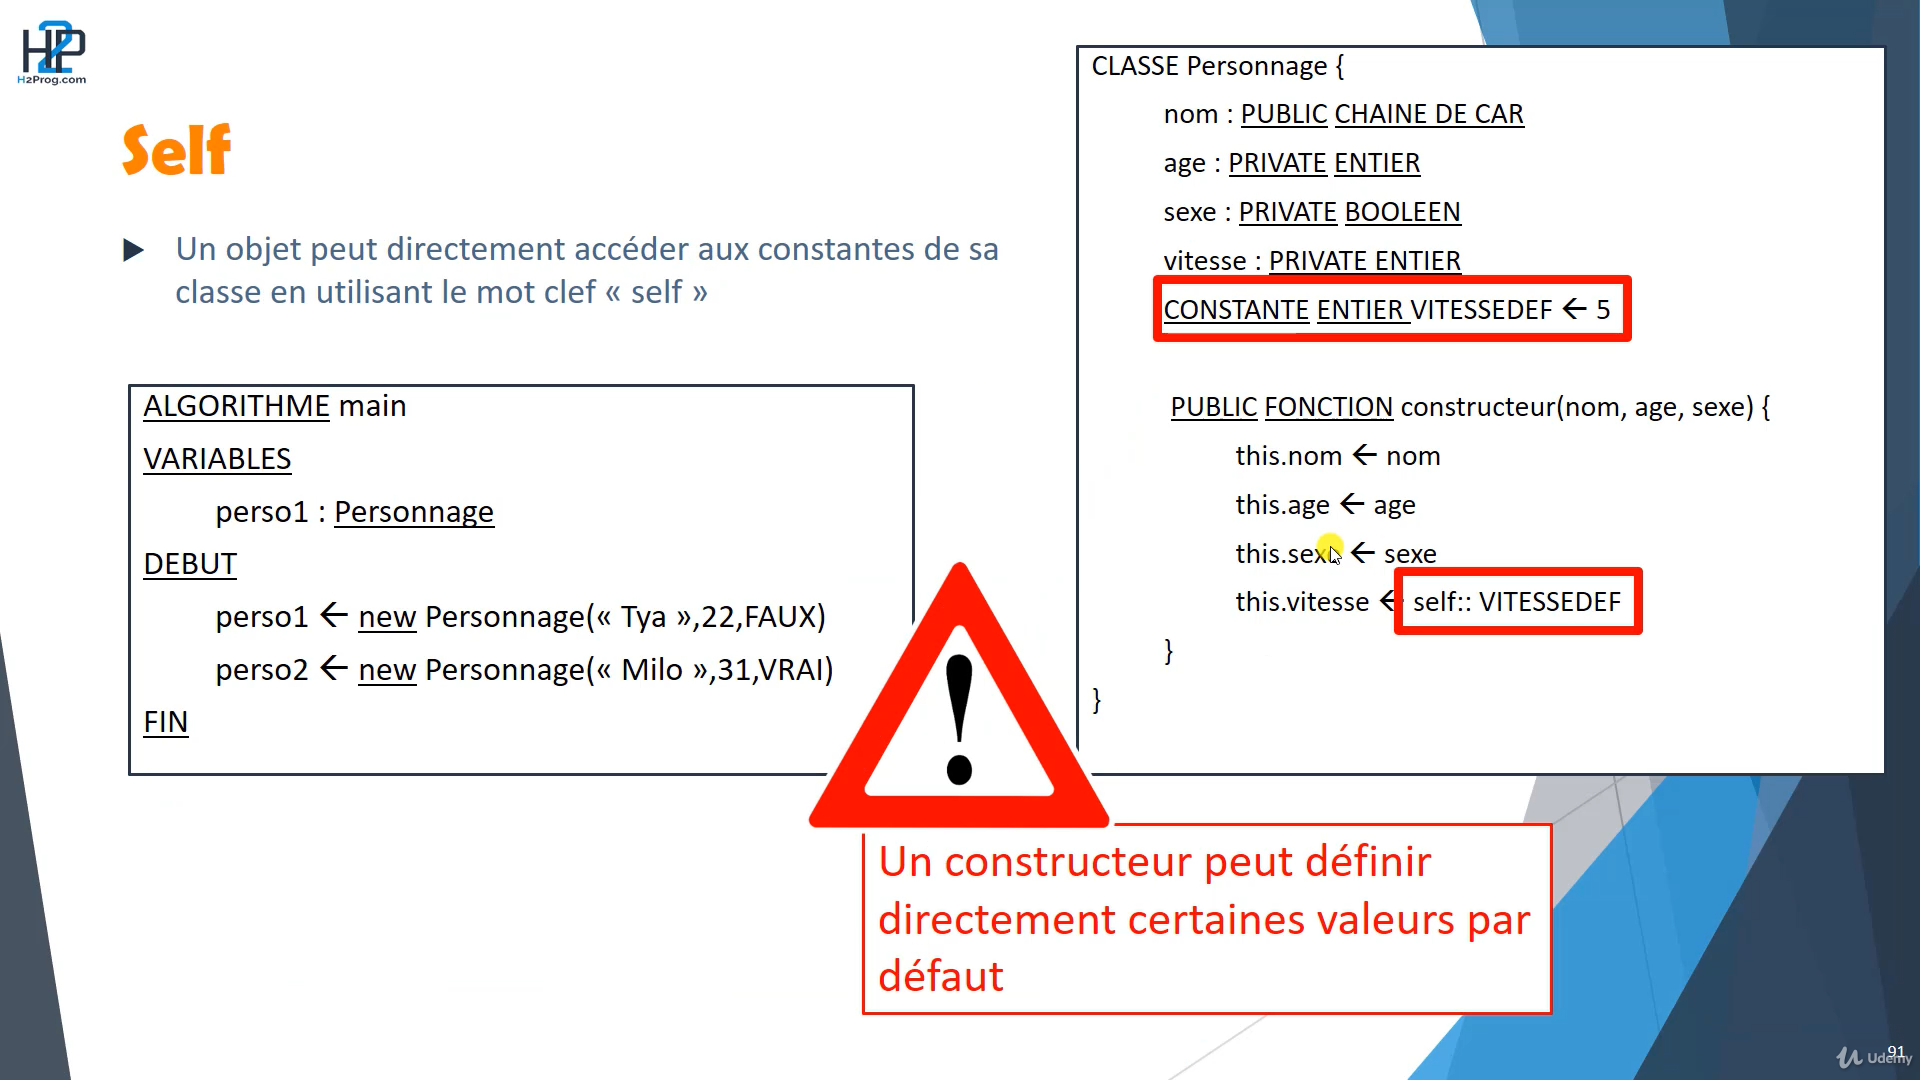 H2P
H2Prog.com
Self
Un objet peut directement accéder aux constantes de sa
classe en utilisant le mot clef « self »
ALGORITHME main
VARIABLES
perso1 : Personnage
DEBUT
perso1 ← new Personnage(« Tya »,22,FAUX)
perso2 ← new Personnage(« Milo »,31,VRAI)
FIN
CLASSE Personnage {
nom : PUBLIC CHAINE DE CAR
age : PRIVATE ENTIER
sexe : PRIVATE BOOLEEN
vitesse : PRIVATE ENTIER
CONSTANTE ENTIER VITESSEDEF ← 5
PUBLIC FONCTION constructeur(nom, age, sexe) {
this.nom ← nom
this.age ← age
this.sexe ← sexe
this.vitesse ← self:: VITESSEDEF
}
}
!
Un constructeur peut définir
directement certaines valeurs par
défaut
91
Udemy